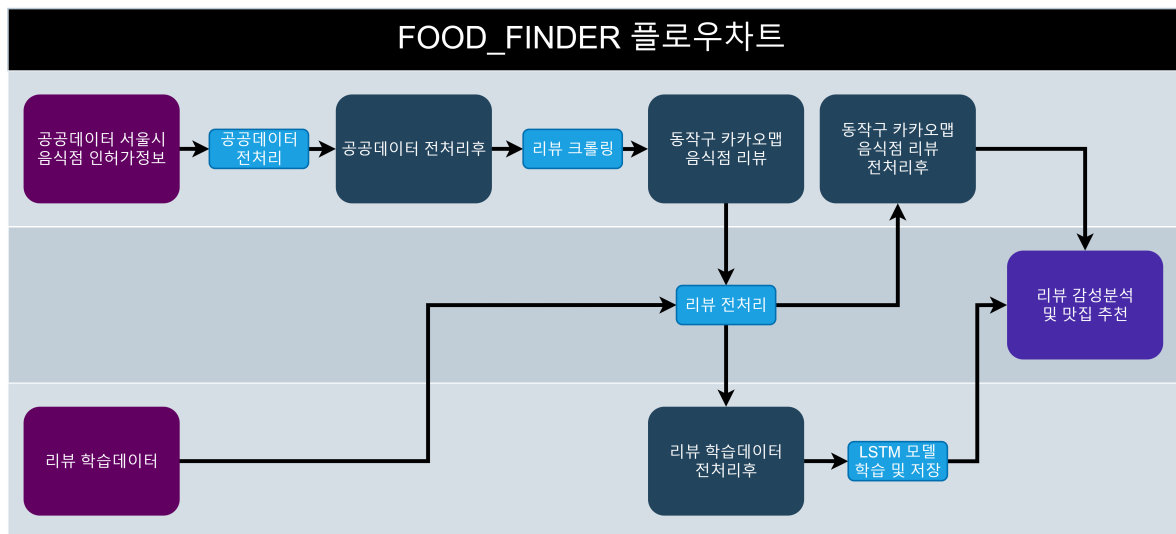 FOOD_FINDER 플로우차트
공공데이터 서울시
음식점 인허가정보
공공데이터
전처리
공공데이터 전처리후
리뷰 크롤링
동작구 카카오맵
음식점 리뷰
동작구 카카오맵
음식점 리뷰
전처리후
리뷰 전처리
리뷰 감성분석
및 맛집 추천
리뷰 학습데이터
리뷰 학습데이터
전처리후
LSTM 모델
학습 및 저장